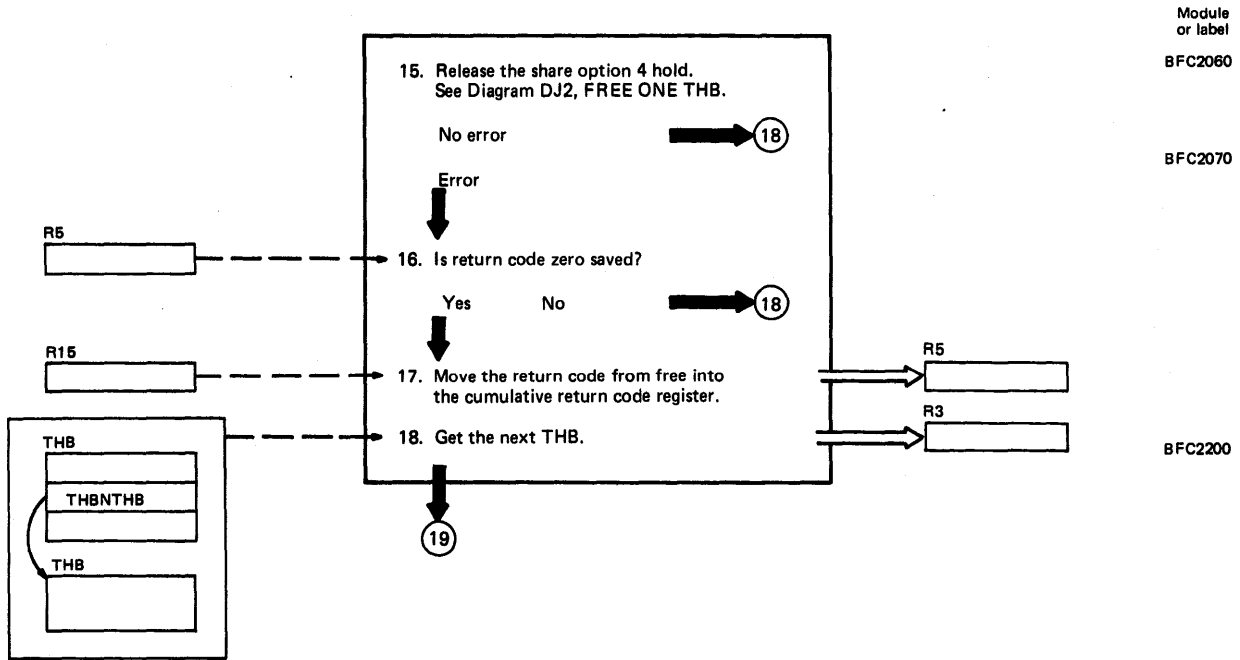 Module
or label
BFC2060
15. Release the share option 4 hold.
See Diagram DJ2, FREE ONE THB.
No error
18
BFC2070
Error
R5
16. Is return code zero saved?
Yes No
18
R15
17. Move the return code from free into
the cumulative return code register.
R5
18. Get the next THB.
R3
BFC2200
THB
THBNTHB
THB
19